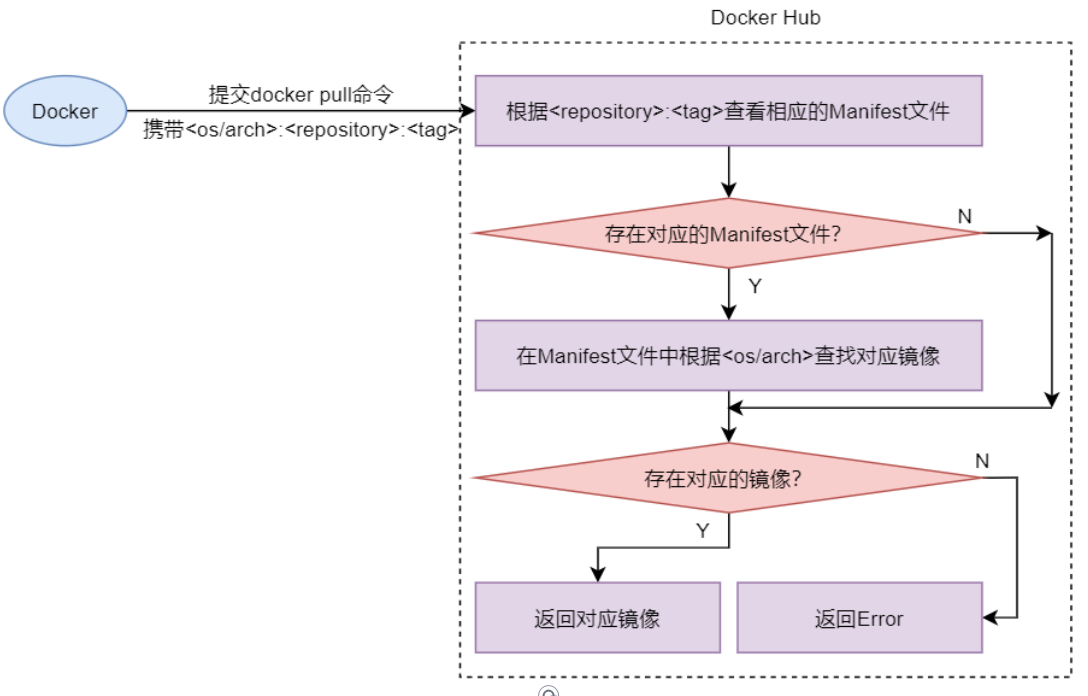 Docker Hub
Docker
提交docker pull命令
携带<os/arch>:<repository>:<tag>
根据<repository>:<tag>查看相应的Manifest文件
存在对应的Manifest文件?
N
Y
在Manifest文件中根据<os/arch>查找对应镜像
存在对应的镜像?
N
Y
返回对应镜像
返回Error